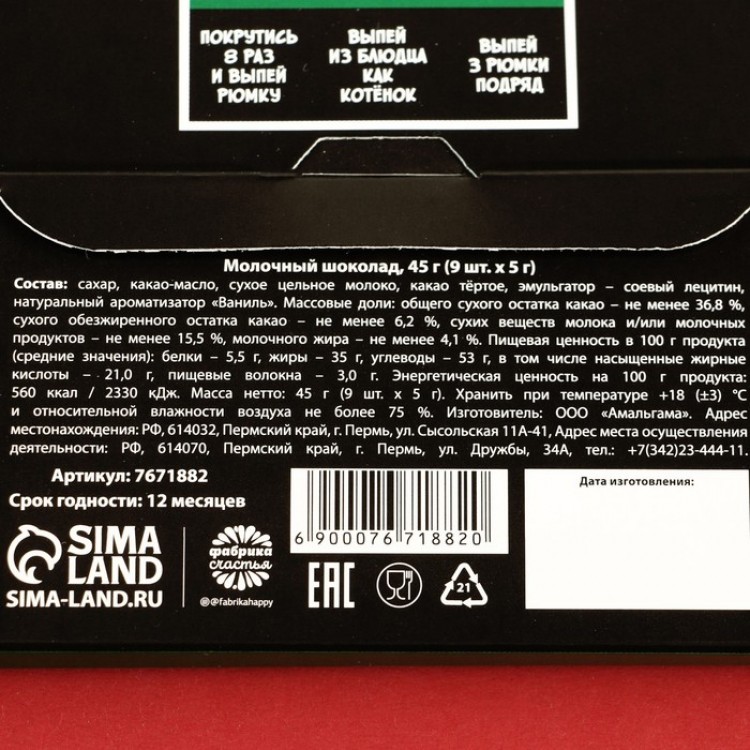 ПОКРУТИСЬ
8 РАЗ
И ВЫПЕЙ
РЮМКУ
ВЫПЕЙ
ИЗ БЛЮДЦА
КАК
КОТЁНОК
ВЫПЕЙ
3 РЮМКИ
ПОДРЯД
Молочный шоколад, 45 г (9 шт. х 5 г)
Состав: сахар, какао-масло, сухое цельное молоко, какао тёртое, эмульгатор – соевый лецитин,
натуральный ароматизатор «Ваниль». Массовые доли: общего сухого остатка какао – не менее 36,8 %,
сухого обезжиренного остатка какао – не менее 6,2 %, сухих веществ молока и/или молочных
продуктов – не менее 15,5 %, молочного жира – не менее 4,1 %. Пищевая ценность в 100 г продукта
(средние значения): белки – 5,5 г, жиры – 35 г, углеводы – 53 г, в том числе насыщенные жирные
кислоты – 21,0 г, пищевые волокна – 3,0 г. Энергетическая ценность на 100 г продукта:
560 ккал / 2330 кДж. Масса нетто: 45 г (9 шт. х 5 г). Хранить при температуре +18 (±3) °С
и относительной влажности воздуха не более 75 %. Изготовитель: ООО «Амальгама». Адрес
местонахождения: РФ, 614032, Пермский край, г. Пермь, ул. Сысольская 11А-41, Адрес места осуществления
деятельности: РФ, 614070, Пермский край, г. Пермь, ул. Дружбы, 34А, тел.: +7(342)23-444-11.
Артикул: 7671882
Срок годности: 12 месяцев
SIMA
LAND
SIMA-LAND.RU
фабрика
счастья
@fabrikahappy
6 900076 718820
EAC
21
Дата изготовления: